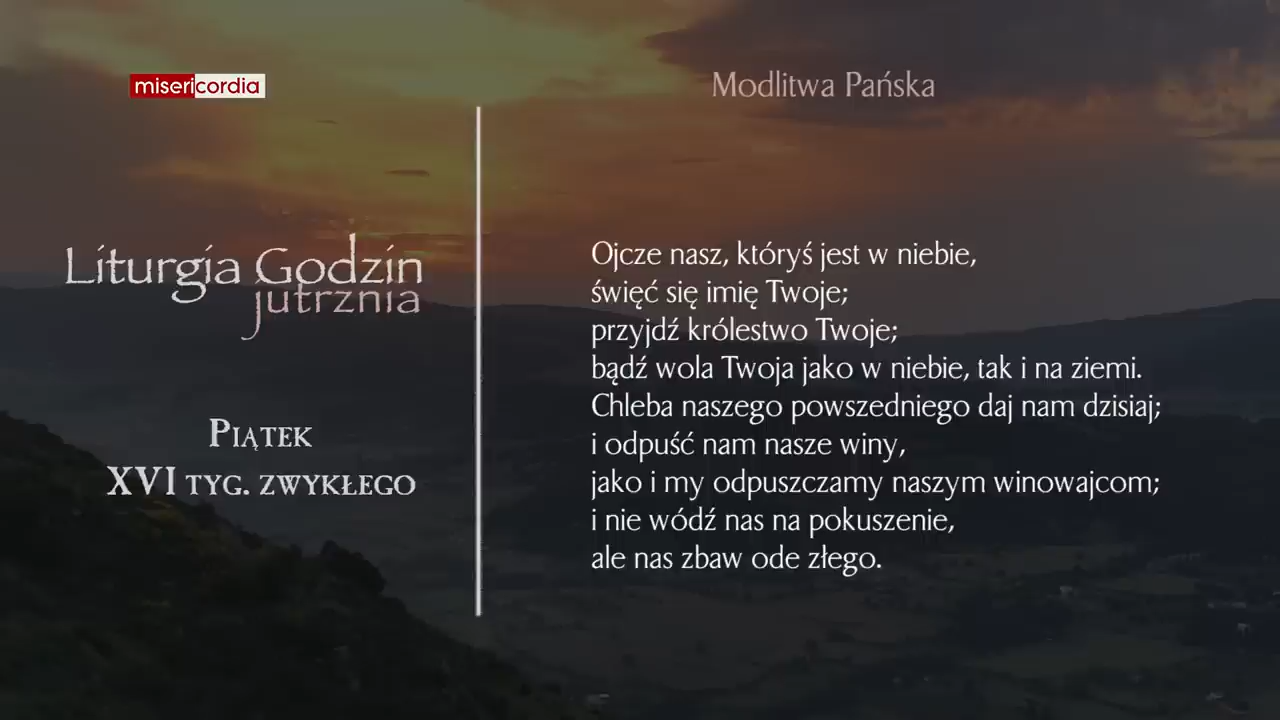 misericordia
Liturgia Godzin
jutrznia
Piątek
XVI tyg. zwykłego
Modlitwa Pańska
Ojcze nasz, któryś jest w niebie,
święć się imię Twoje;
przyjdź królestwo Twoje;
bądź wola Twoja jako w niebie, tak i na ziemi.
Chleba naszego powszedniego daj nam dzisiaj;
i odpuść nam nasze winy,
jako i my odpuszczamy naszym winowajcom;
i nie wódź nas na pokuszenie,
ale nas zbaw ode złego.